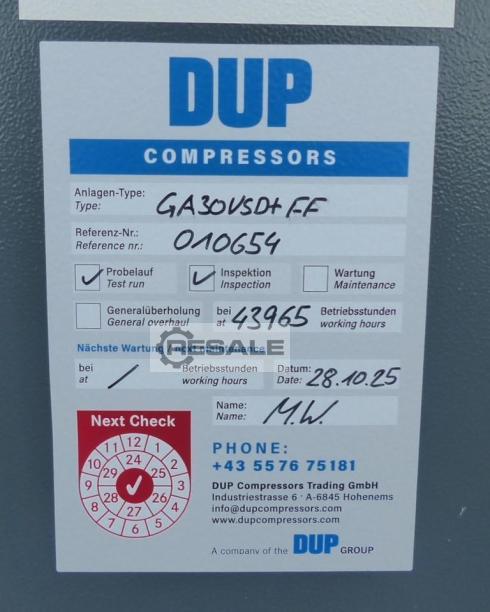 DUP
COMPRESSORS
Anlagen-Type:
Type:
GA30VSD+ FF
Referenz-Nr.:
Reference nr.:
010654
✓ Probelauf ✓ Inspektion Wartung
Test run Inspection Maintenance
Generalüberholung bei 43965 Betriebsstunden
General overhaul at working hours
RESALE
Nächste Wartung / next maintenance
bei / Betriebsstunden Datum: 28.10.25
at working hours Date:
Name: M.W.
Name:
Next Check
11 12 1
10 29 24 25 2
9 28 ✓ 25 3
8 28 27 26 4
7 6 5
PHONE:
+43 5576 75181
DUP Compressors Trading GmbH
Industriestrasse 6 · A-6845 Hohenems
info@dupcompressors.com
www.dupcompressors.com
A company of the DUP GROUP